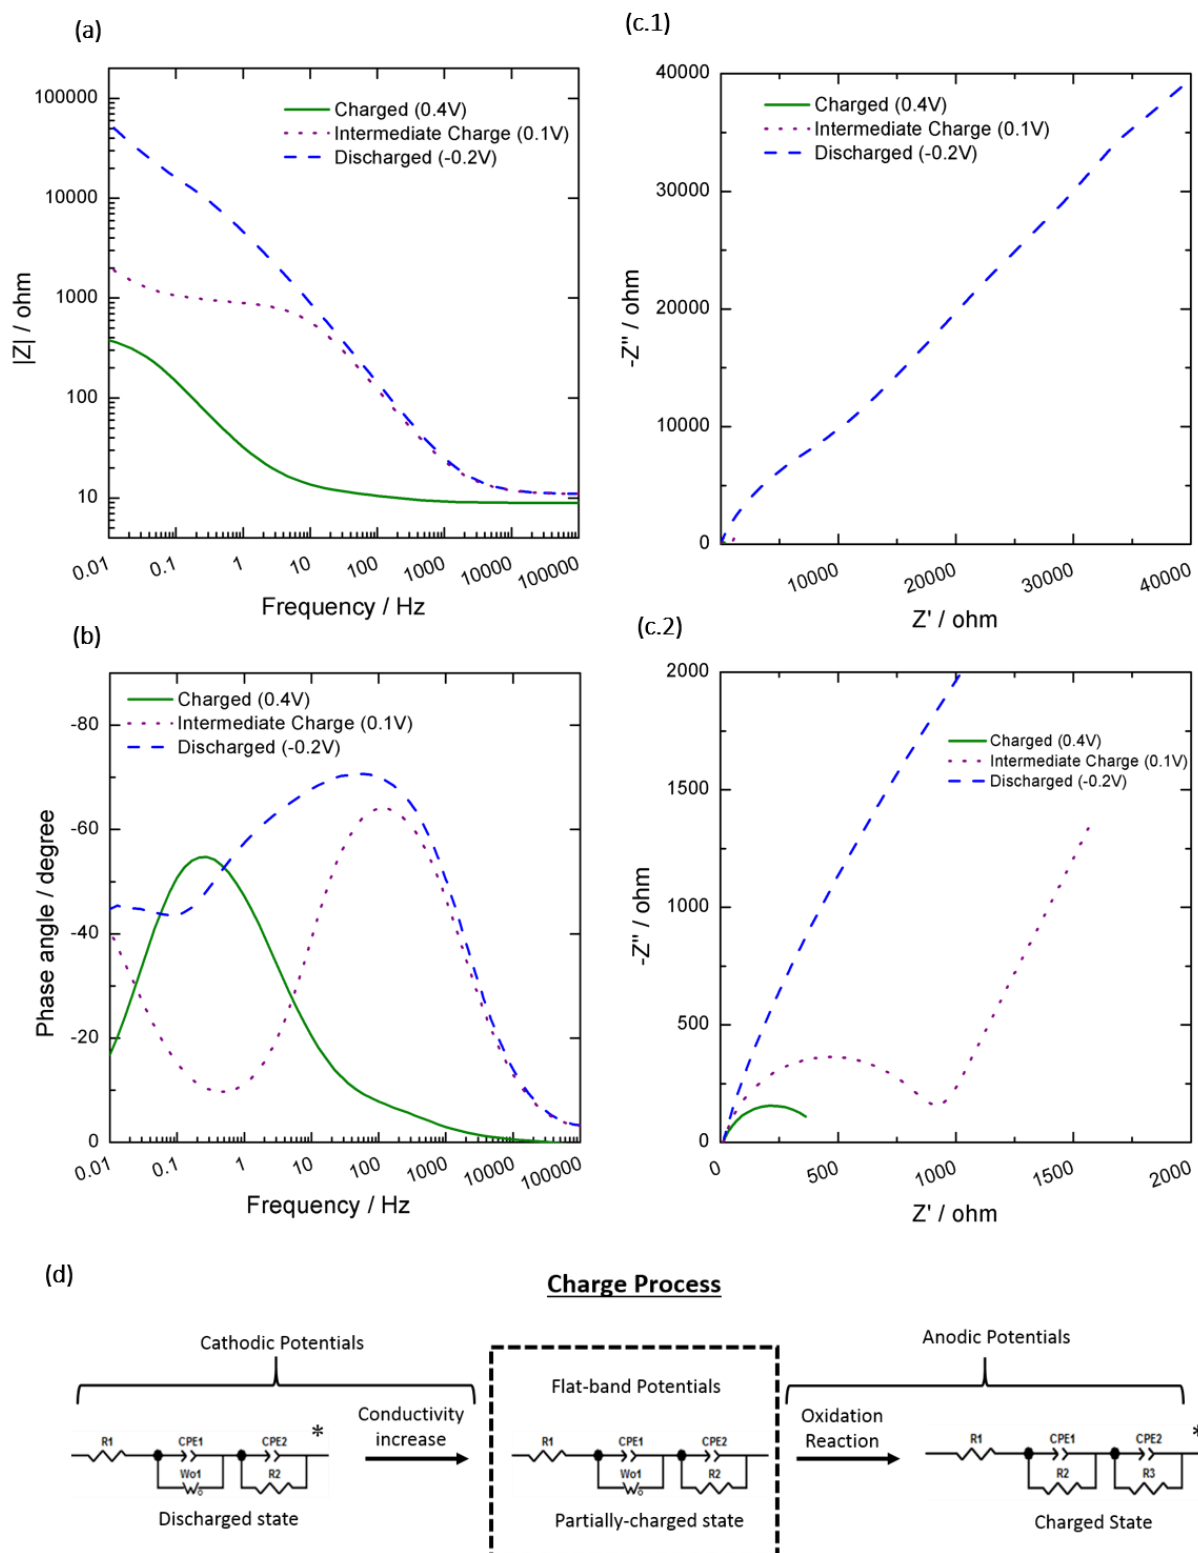 (a)
100000
10000
1000
100
10
|Z| / ohm
Charged (0.4V)
Intermediate Charge (0.1V)
Discharged (-0.2V)
0.01 0.1 1 10 100 1000 10000 100000
Frequency / Hz
(c.1)
40000
30000
20000
10000
0
-Z'' / ohm
Charged (0.4V)
Intermediate Charge (0.1V)
Discharged (-0.2V)
10000 20000 30000 40000
Z' / ohm
(b)
-80
-60
-40
-20
0
Phase angle / degree
Charged (0.4V)
Intermediate Charge (0.1V)
Discharged (-0.2V)
0.01 0.1 1 10 100 1000 10000 100000
Frequency / Hz
(c.2)
2000
1500
1000
500
0
-Z'' / ohm
Charged (0.4V)
Intermediate Charge (0.1V)
Discharged (-0.2V)
0 500 1000 1500 2000
Z' / ohm
(d)
Charge Process
Cathodic Potentials
R1 CPE1 CPE2 *
Wo1 R2
Discharged state
Conductivity
increase
Flat-band Potentials
R1 CPE1 CPE2
Wo1 R2
Partially-charged state
Anodic Potentials
Oxidation
Reaction
R1 CPE1 CPE2 *
R2 R3
Charged State